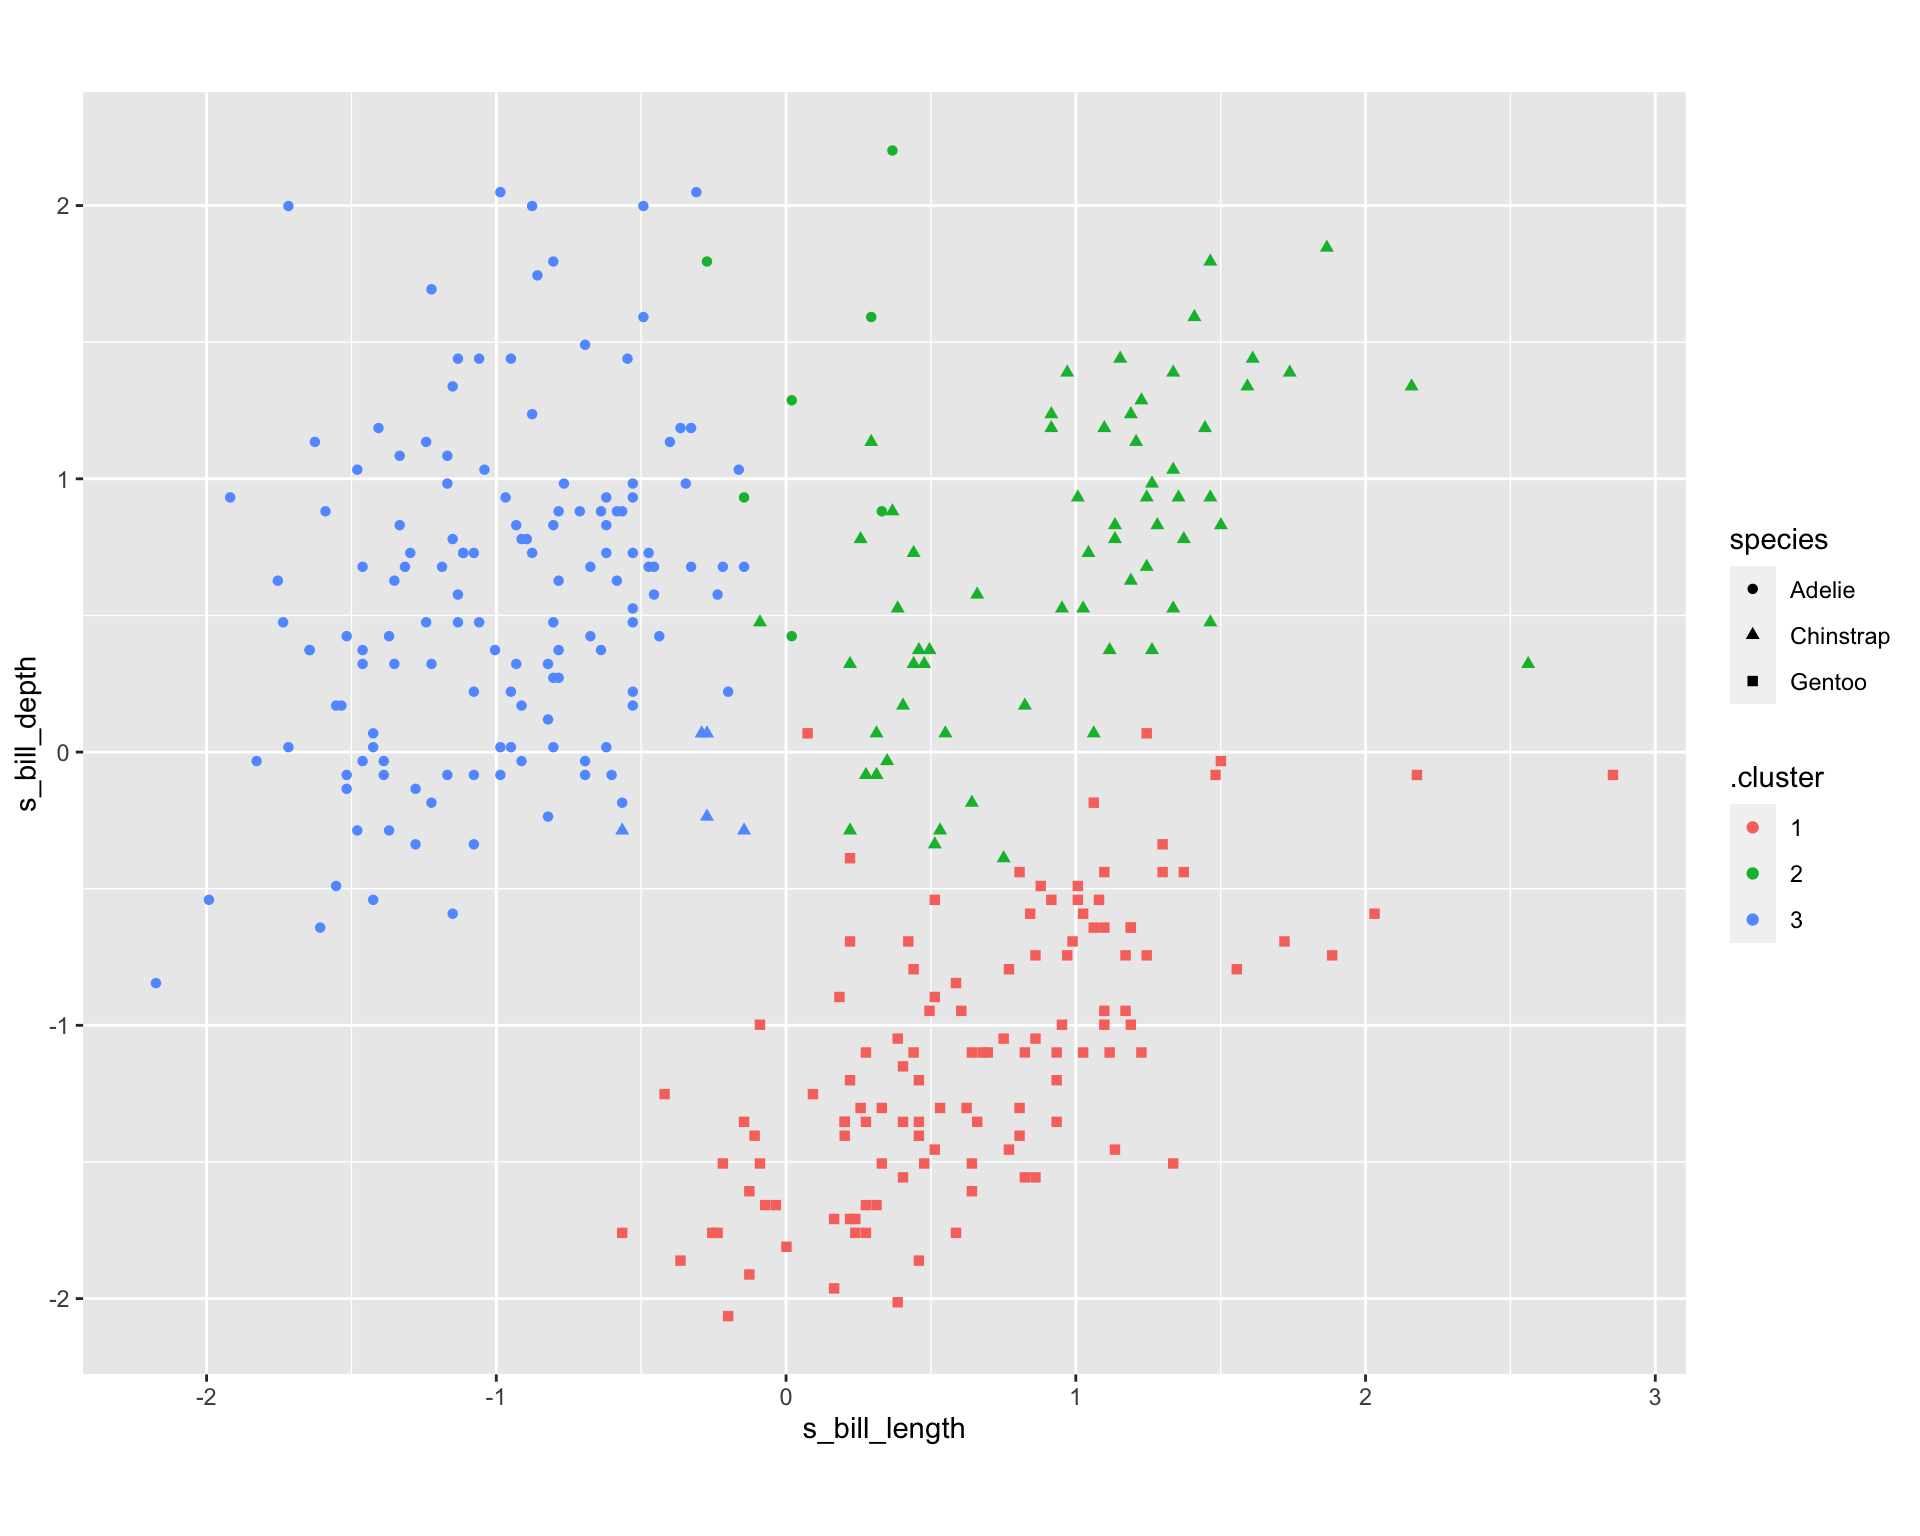 2
1
0
-1
-2
s_bill_depth
-2
-1
0
1
2
3
s_bill_length
species
Adelie
Chinstrap
Gentoo
.cluster
1
2
3